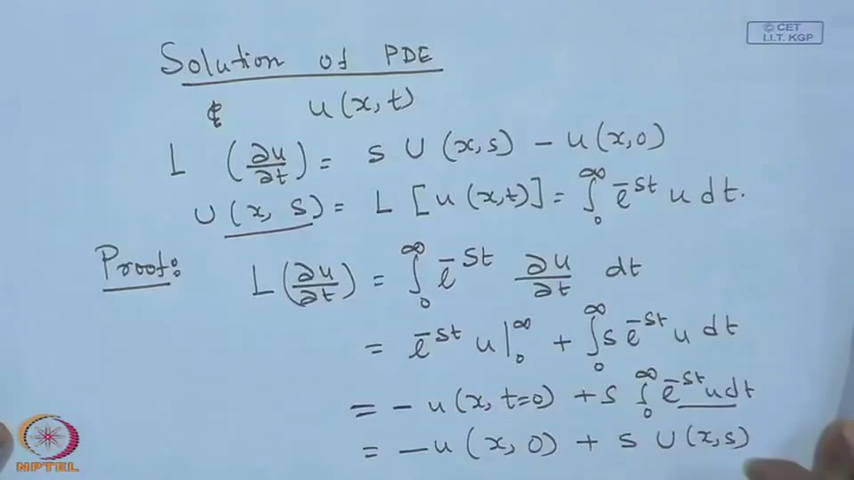 © CET
I.I.T. KGP
Solution of PDE
u(x,t)
L (∂u/∂t) = s U(x,s) - u(x,0)
U(x, s) = L [u(x,t)] = ∫₀^∞ e^-st u dt.
Proof: L(∂u/∂t) = ∫₀^∞ e^-st ∂u/∂t dt
= e^-st u|₀^∞ + ∫₀^∞ s e^-st u dt
= - u(x, t=0) + s ∫₀^∞ e^-st u dt
= - u(x, 0) + s U(x,s)
NPTEL